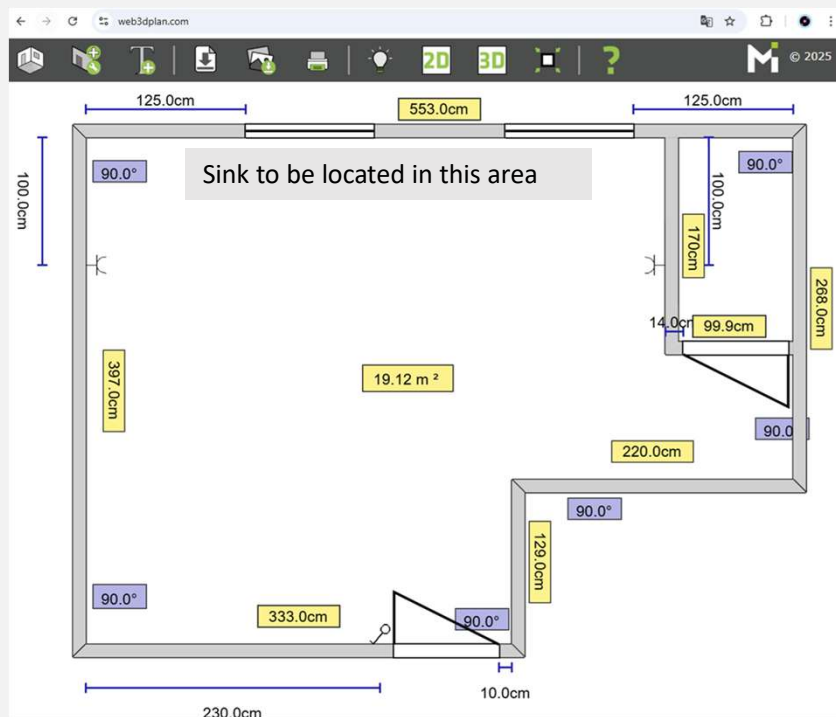 web3dplan.com
2D
3D
?
© 2025
125.0cm
553.0cm
125.0cm
100.0cm
90.0°
Sink to be located in this area
90.0°
100.0cm
170cm
268.0cm
14.0cm
99.9cm
397.0cm
19.12 m ²
90.0
220.0cm
90.0°
129.0cm
90.0°
333.0cm
90.0°
10.0cm
230.0cm